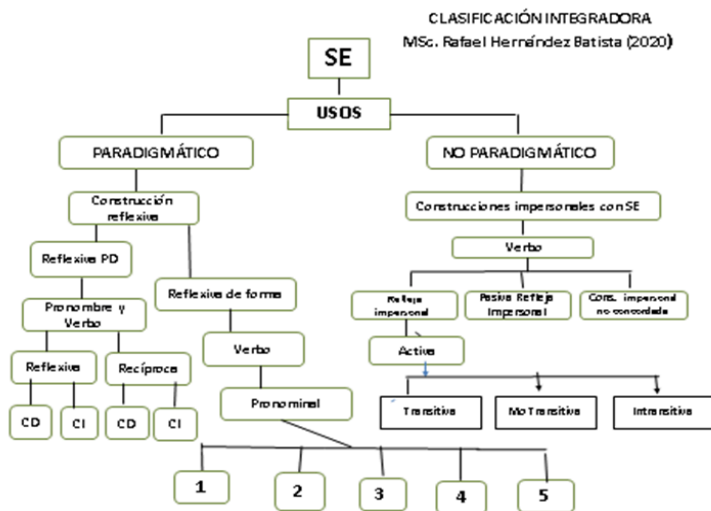 CLASIFICACIÓN INTEGRADORA
MSc. Rafael Hernández Batista (2020)
SE
USOS
PARADIGMÁTICO
NO PARADIGMÁTICO
Construcción
reflexiva
Construcciones impersonales con SE
Verbo
Reflexiva PD
Reflexiva de forma
Refleja
impersonal
Pasiva Refleja
Impersonal
Cons. impersonal
no concordada
Pronombre y
Verbo
Verbo
Activa
Reflexiva
Recíproca
Pronominal
Transitiva
No Transitiva
Intransitiva
CD
CI
CD
CI
1
2
3
4
5